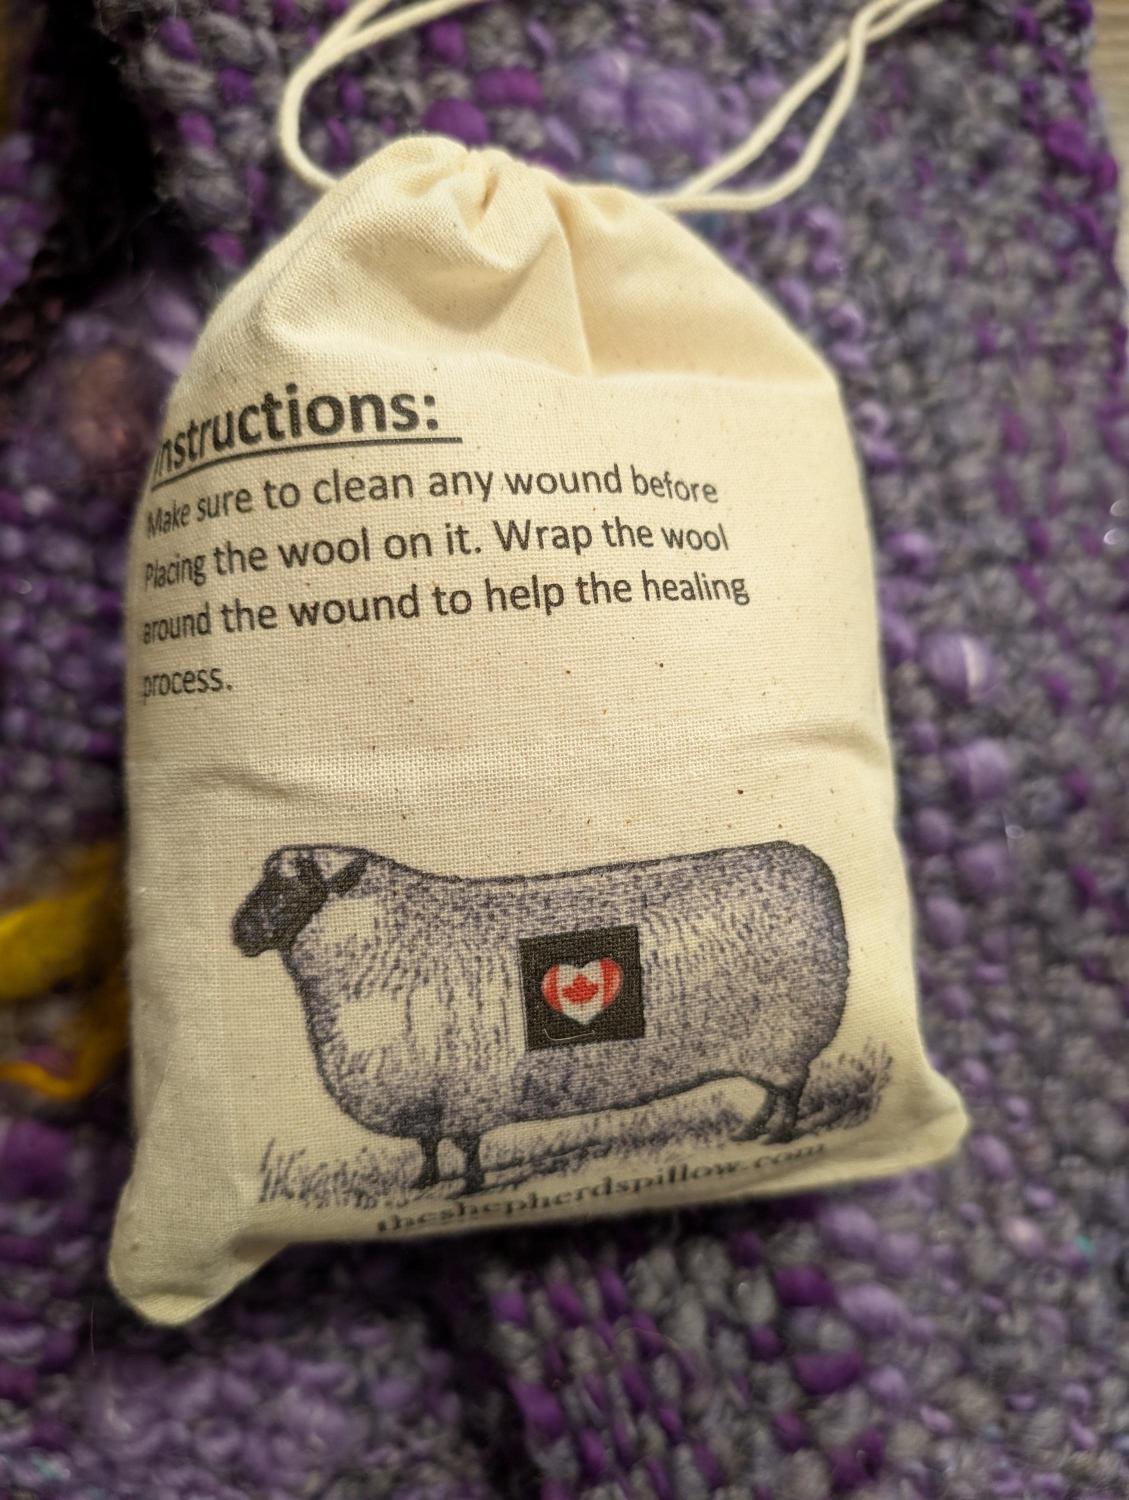 Instructions:
Make sure to clean any wound before
Placing the wool on it. Wrap the wool
around the wound to help the healing
process.
theshepherdspillow.com